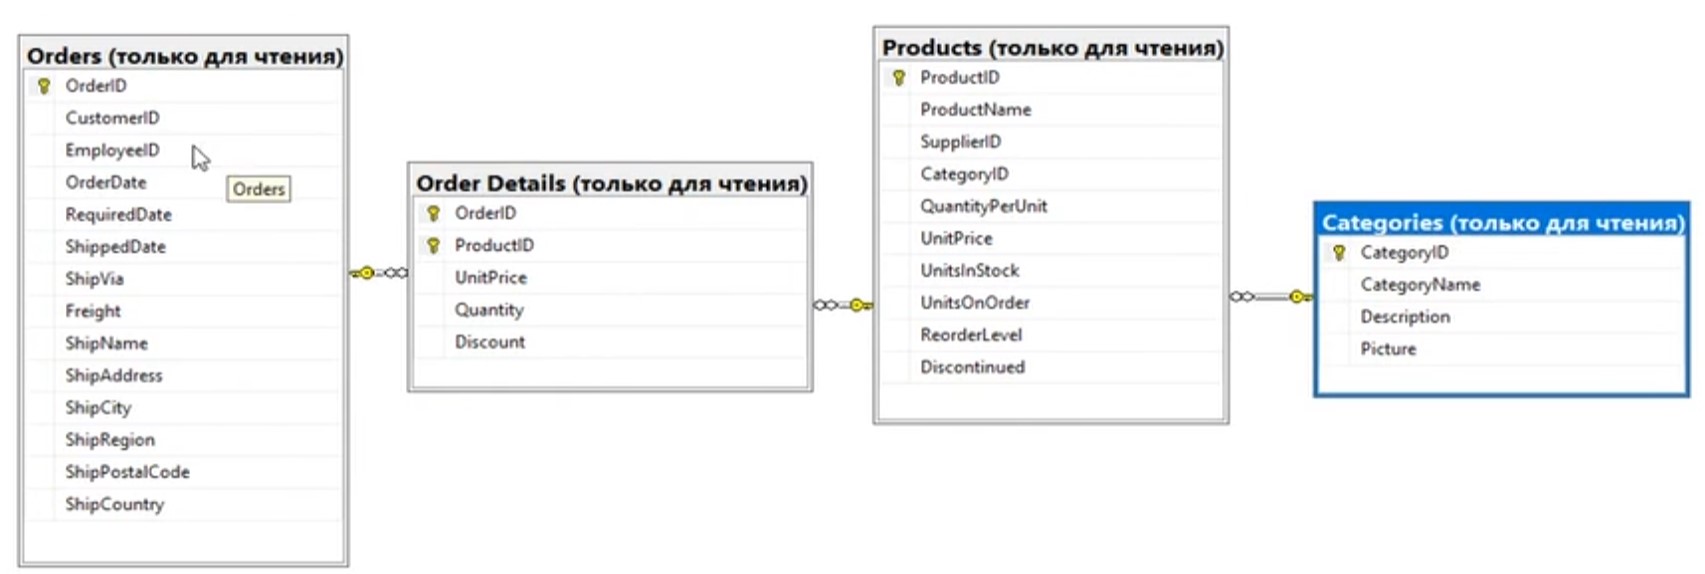 Orders (только для чтения)
OrderID
CustomerID
EmployeeID
OrderDate
Orders
RequiredDate
ShippedDate
ShipVia
Freight
ShipName
ShipAddress
ShipCity
ShipRegion
ShipPostalCode
ShipCountry
Order Details (только для чтения)
OrderID
ProductID
UnitPrice
Quantity
Discount
Products (только для чтения)
ProductID
ProductName
SupplierID
CategoryID
QuantityPerUnit
UnitPrice
UnitsInStock
UnitsOnOrder
ReorderLevel
Discontinued
Categories (только для чтения)
CategoryID
CategoryName
Description
Picture